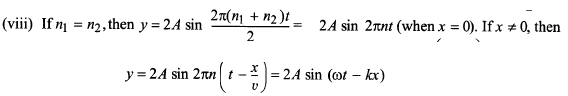 (viii) If n₁ = n₂, then y = 2A sin 2π(n₁ + n₂)t / 2 = 2A sin 2πnt (when x = 0). If x ≠ 0, then
y = 2A sin 2πn(t − x/υ) = 2A sin (ωt − kx)